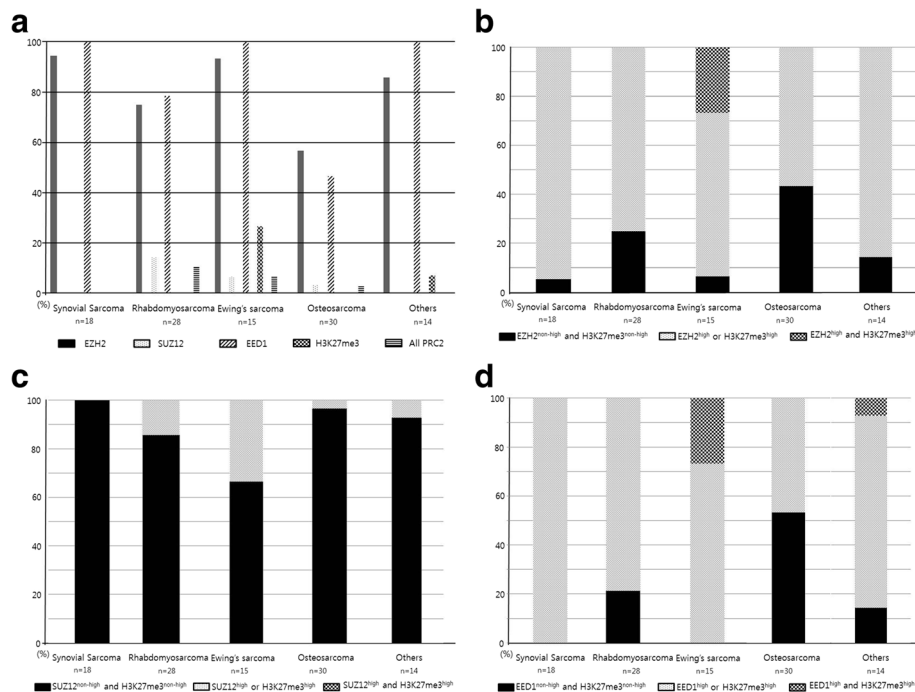 a
100
80
60
40
20
0
(%)
Synovial Sarcoma Rhabdomyosarcoma Ewing's sarcoma Osteosarcoma Others
n=18 n=28 n=15 n=30 n=14
EZH2 SUZ12 EED1 H3K27me3 All PRC2
b
100
80
60
40
20
0
(%)
Synovial Sarcoma Rhabdomyosarcoma Ewing's sarcoma Osteosarcoma Others
n=18 n=28 n=15 n=30 n=14
EZH2non-high and H3K27me3non-high EZH2high or H3K27me3high EZH2high and H3K27me3high
c
100
80
60
40
20
0
(%)
Synovial Sarcoma Rhabdomyosarcoma Ewing's sarcoma Osteosarcoma Others
n=18 n=28 n=15 n=30 n=14
SUZ12non-high and H3K27me3non-high SUZ12high or H3K27me3high SUZ12high and H3K27me3high
d
100
80
60
40
20
0
(%)
Synovial Sarcoma Rhabdomyosarcoma Ewing's sarcoma Osteosarcoma Others
n=18 n=28 n=15 n=30 n=14
EED1non-high and H3K27me3non-high EED1high or H3K27me3high EED1high and H3K27me3high